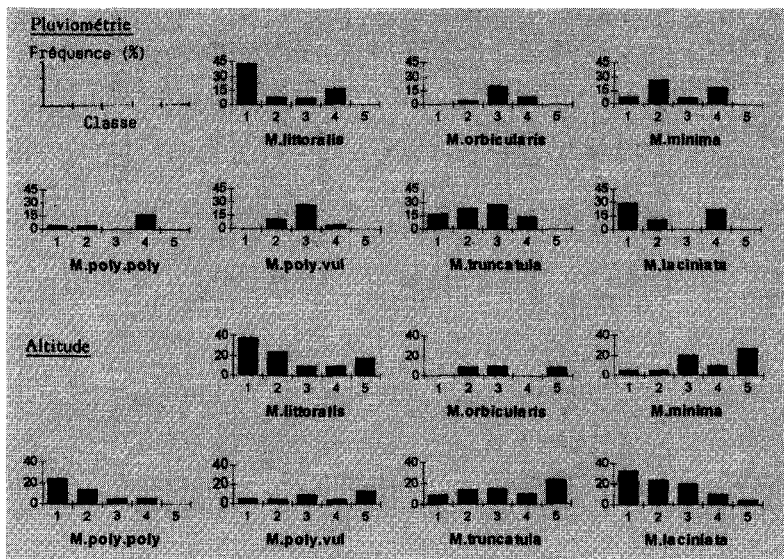 Pluviométrie
Fréquence (%)
Classe
45
30
15
0
1 2 3 4 5
M.littoralis
45
30
15
0
1 2 3 4 5
M.orbicularis
45
30
15
0
1 2 3 4 5
M.minima
45
30
15
0
1 2 3 4 5
M.poly.poly
45
30
15
0
1 2 3 4 5
M.poly.vul
45
30
15
0
1 2 3 4 5
M.truncatula
45
30
15
0
1 2 3 4 5
M.laciniata
Altitude
40
20
0
1 2 3 4 5
M.littoralis
40
20
0
1 2 3 4 5
M.orbicularis
40
20
0
1 2 3 4 5
M.minima
40
20
0
1 2 3 4 5
M.poly.poly
40
20
0
1 2 3 4 5
M.poly.vul
40
20
0
1 2 3 4 5
M.truncatula
40
20
0
1 2 3 4 5
M.laciniata